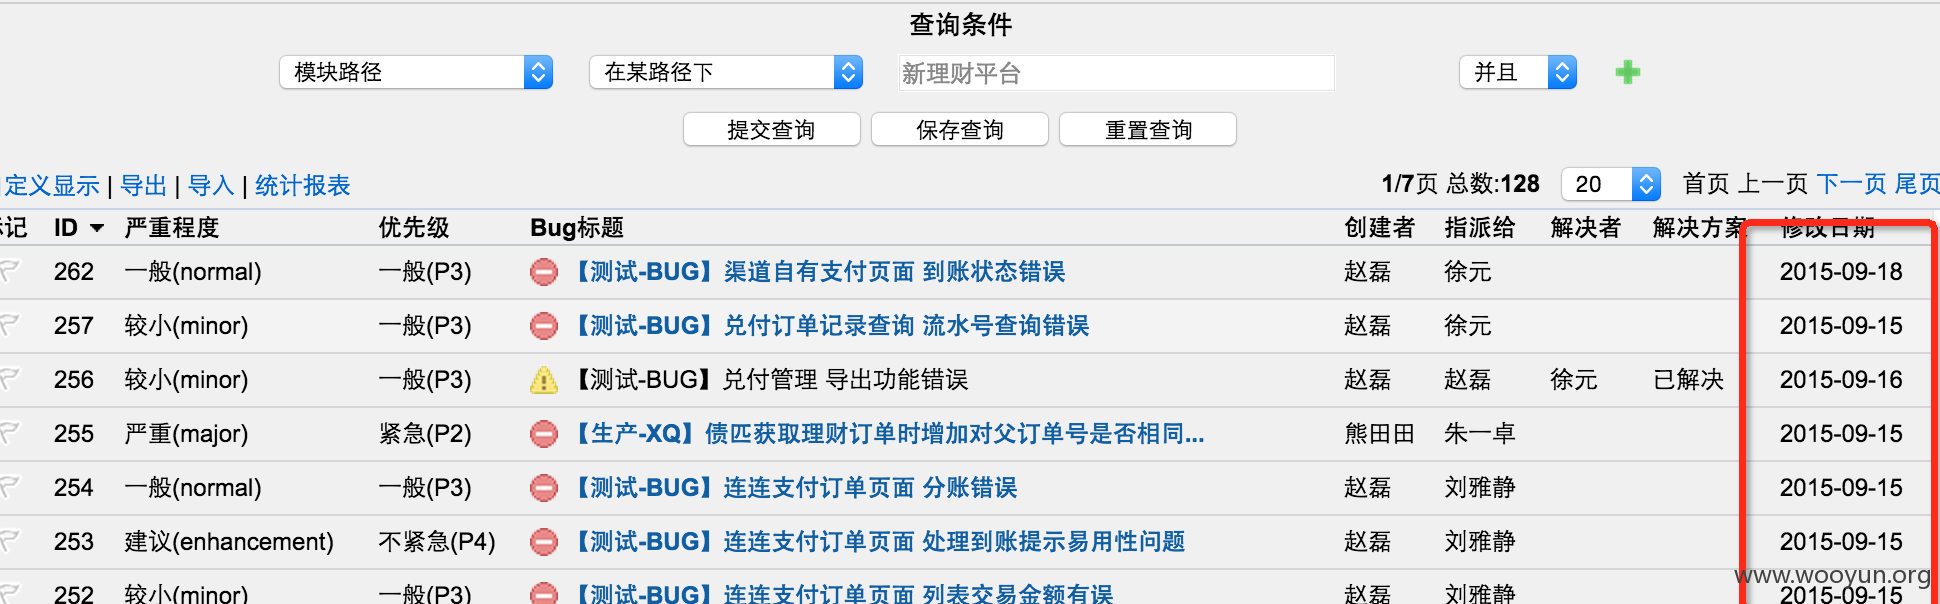 查询条件
模块路径 在某路径下 新理财平台 并且
提交查询 保存查询 重置查询
定义显示 | 导出 | 导入 | 统计报表 1/7页 总数:128 20 首页 上一页 下一页 尾页
记 ID 严重程度 优先级 Bug标题 创建者 指派给 解决者 解决方案 修改日期
262 一般(normal) 一般(P3) 【测试-BUG】渠道自有支付页面 到账状态错误 赵磊 徐元 2015-09-18
257 较小(minor) 一般(P3) 【测试-BUG】兑付订单记录查询 流水号查询错误 赵磊 徐元 2015-09-15
256 较小(minor) 一般(P3) 【测试-BUG】兑付管理 导出功能错误 赵磊 赵磊 徐元 已解决 2015-09-16
255 严重(major) 紧急(P2) 【生产-XQ】债匹获取理财订单时增加对父订单号是否相同... 熊田田 朱一卓 2015-09-15
254 一般(normal) 一般(P3) 【测试-BUG】连连支付订单页面 分账错误 赵磊 刘雅静 2015-09-15
253 建议(enhancement) 不紧急(P4) 【测试-BUG】连连支付订单页面 处理到账提示易用性问题 赵磊 刘雅静 2015-09-15
www.wooyun.org
252 较小(minor) 一般(P3) 【测试-BUG】连连支付订单页面 列表交易金额有误 赵磊 刘雅静 2015-09-15